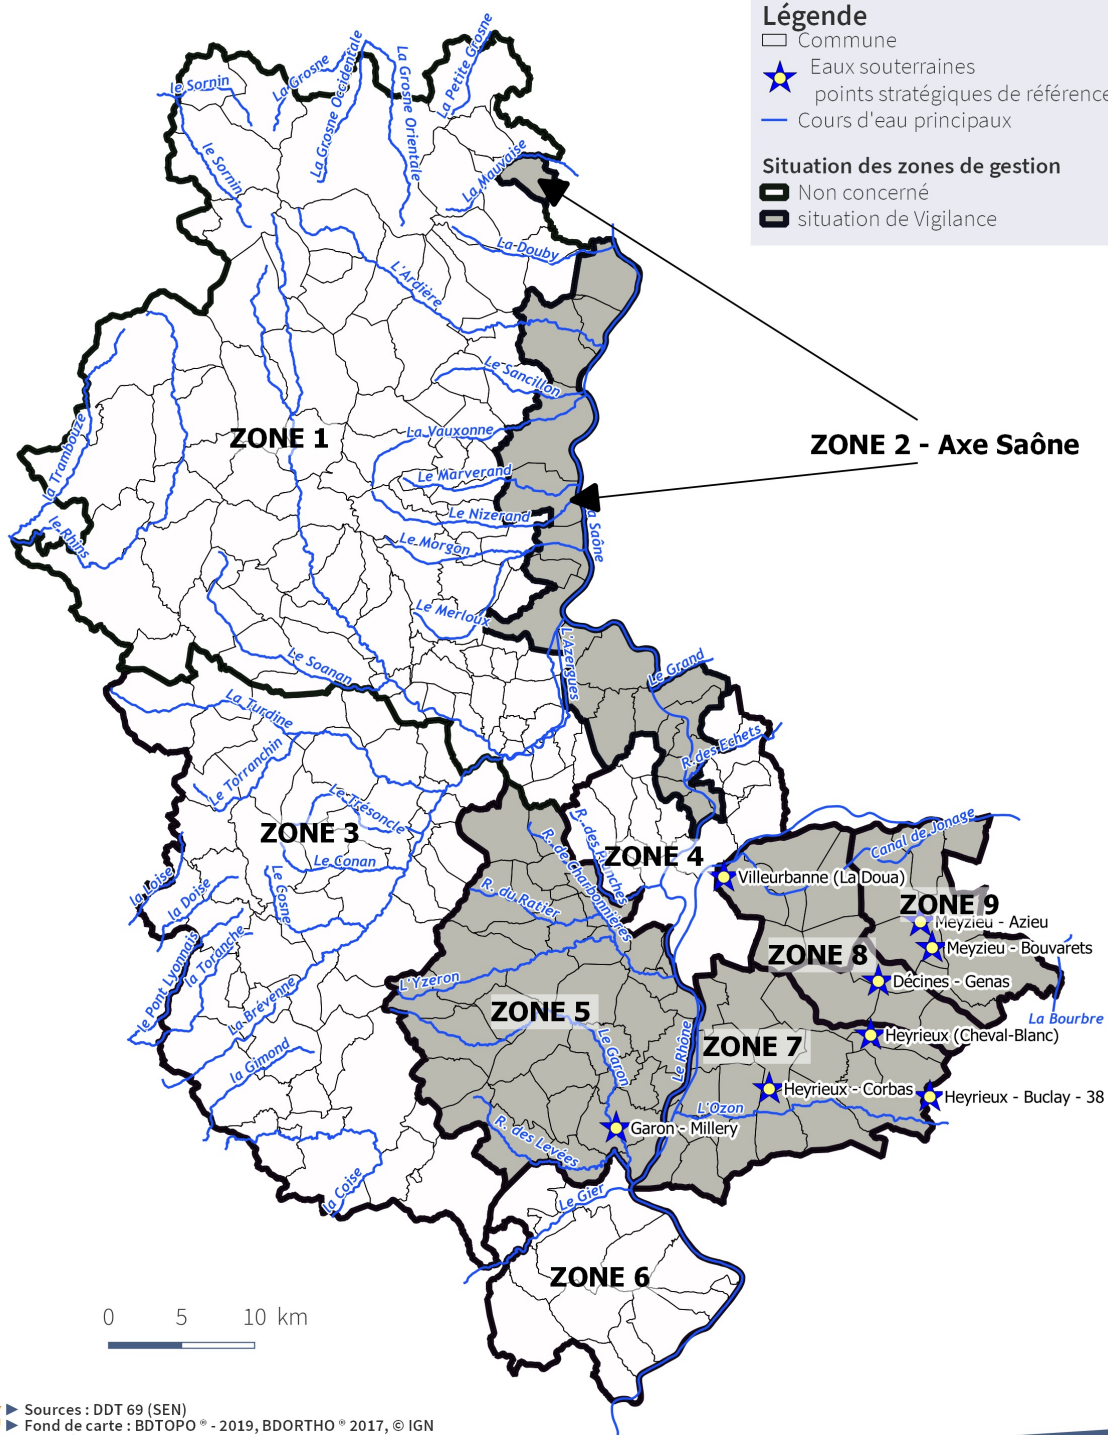 Légende
Commune
Eaux souterraines
points stratégiques de référence
Cours d'eau principaux
Situation des zones de gestion
Non concerné
situation de Vigilance
le Sornin
La Grosne
La Grosne Occidentale
La Grosne Orientale
La Petite Grosne
le Sornin
La Mauvaise
La Douby
L'Ardière
Le Sancillon
la Trambouze
ZONE 1
La Vauxonne
ZONE 2 - Axe Saône
Le Marverand
Le Nizerand
la Saône
le Rhins
Le Morgon
Le Merloux
L'Azergues
Le Soanan
Le Grand
La Turdine
R. des Echets
Le Torranchin
Le Trésoncle
ZONE 3
R. des Planches
R. de Charbonnières
ZONE 4
Canal de Jonage
Le Conan
Villeurbanne (La Doua)
la Loise
la Doise
Le Cosne
R. du Ratier
ZONE 9
Meyzieu - Azieu
Meyzieu - Bouvarets
le Pont Lyonnais
la Toranche
ZONE 8
L'Yzeron
Décines - Genas
La Brévenne
ZONE 5
La Bourbre
Heyrieux (Cheval-Blanc)
Le Rhône
ZONE 7
la Gimond
Le Garon
Heyrieux - Corbas
Heyrieux - Buclay - 38
L'Ozon
Garon - Millery
R. des Levées
la Coise
Le Gier
ZONE 6
0 5 10 km
Sources : DDT 69 (SEN)
Fond de carte : BDTOPO ® - 2019, BDORTHO ® 2017, © IGN